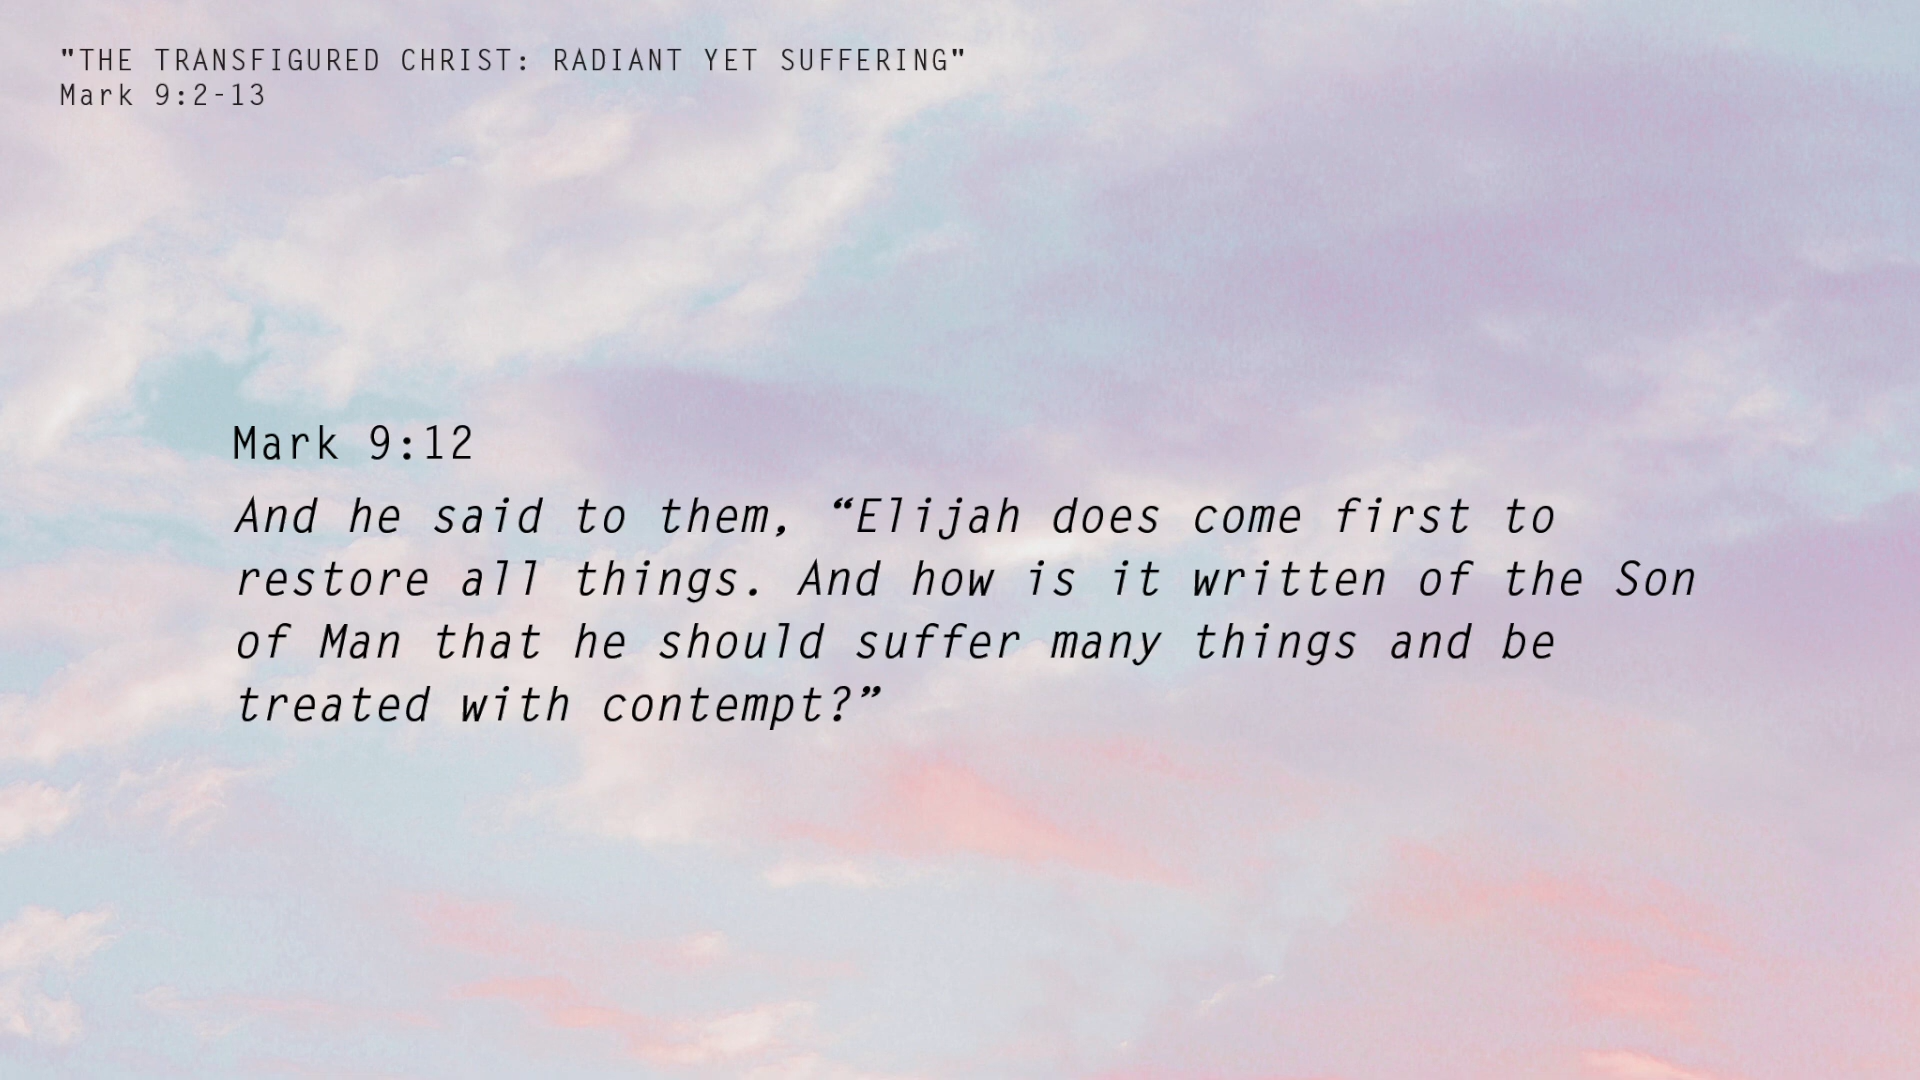 "THE TRANSFIGURED CHRIST: RADIANT YET SUFFERING"
Mark 9:2-13
Mark 9:12
And he said to them, “Elijah does come first to
restore all things. And how is it written of the Son
of Man that he should suffer many things and be
treated with contempt?”